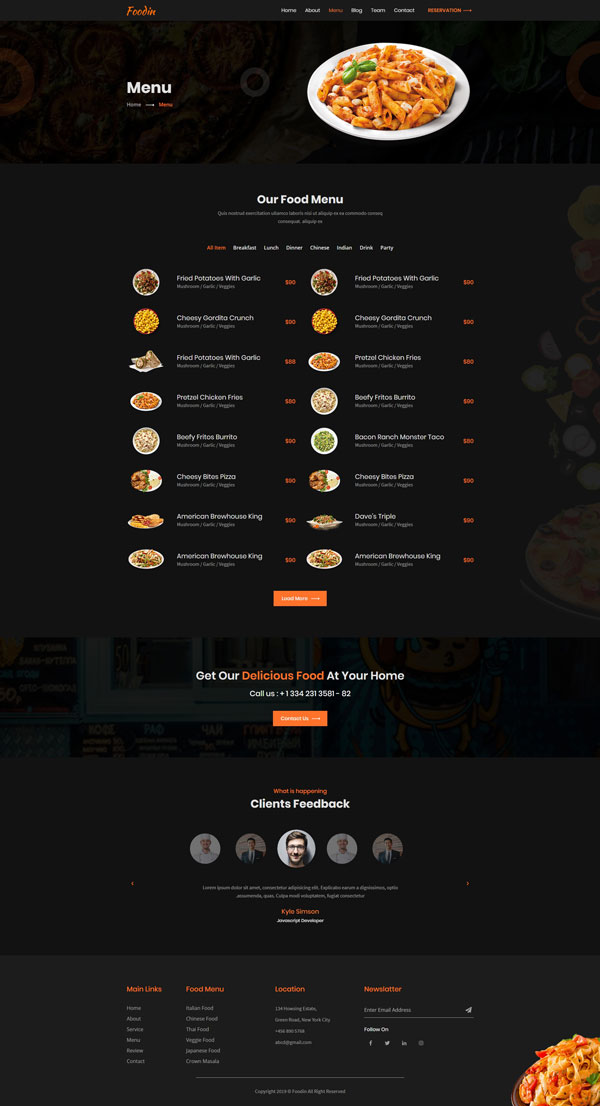 Foodin
Home About Menu Blog Team Contact RESERVATION
Menu
Home Menu
Our Food Menu
Quis nostrud exercitation ullamco laboris nisi ut aliquip ex ea commodo conseq
consequat. aliquip ex
All Item Breakfast Lunch Dinner Chinese Indian Drink Party
Fried Potatoes With Garlic $90 Fried Potatoes With Garlic $90
Mushroom / Garlic / Veggies Mushroom / Garlic / Veggies
Cheesy Gordita Crunch $90 Cheesy Gordita Crunch $90
Mushroom / Garlic / Veggies Mushroom / Garlic / Veggies
Fried Potatoes With Garlic $88 Pretzel Chicken Fries $80
Mushroom / Garlic / Veggies Mushroom / Garlic / Veggies
Pretzel Chicken Fries $80 Beefy Fritos Burrito $90
Mushroom / Garlic / Veggies Mushroom / Garlic / Veggies
Beefy Fritos Burrito $90 Bacon Ranch Monster Taco $80
Mushroom / Garlic / Veggies Mushroom / Garlic / Veggies
Cheesy Bites Pizza $90 Cheesy Bites Pizza $90
Mushroom / Garlic / Veggies Mushroom / Garlic / Veggies
American Brewhouse King $90 Dave's Triple $90
Mushroom / Garlic / Veggies Mushroom / Garlic / Veggies
American Brewhouse King $90 American Brewhouse King $90
Mushroom / Garlic / Veggies Mushroom / Garlic / Veggies
Load More
Get Our Delicious Food At Your Home
Call us : + 1 334 231 3581 - 82
Contact Us
КОФЕ РАФ ЧАЙ
What is happening
Clients Feedback
Lorem ipsum dolor sit amet, consectetur adipisicing elit. Explicabo earum a dignissimos, optio
,assumenda, quas. Culpa modi voluptatem, fugiat consectetur
Kyle Simson
Javascript Developer
Main Links Food Menu Location Newslatter
Home Italian Food 134 Howsing Estate,
About Chinese Food Green Road, New York City
Service Thai Food +456 890 5768
Menu Veggie Food abcd@gmail.com
Review Japanese Food
Contact Crown Masala
Enter Email Address
Follow On
Copyright 2019 © Foodin All Right Reserved